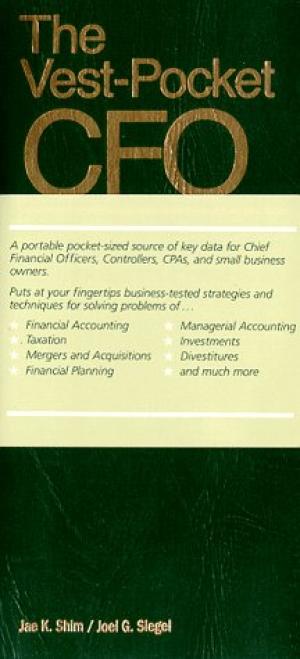 The
Vest-Pocket
CFO
A portable pocket-sized source of key data for Chief
Financial Officers, Controllers, CPAs, and small business
owners.
Puts at your fingertips business-tested strategies and
techniques for solving problems of . . .
★ Financial Accounting
★ Taxation
★ Mergers and Acquisitions
★ Financial Planning
★ Managerial Accounting
★ Investments
★ Divestitures
★ and much more
Jae K. Shim / Joel G. Siegel